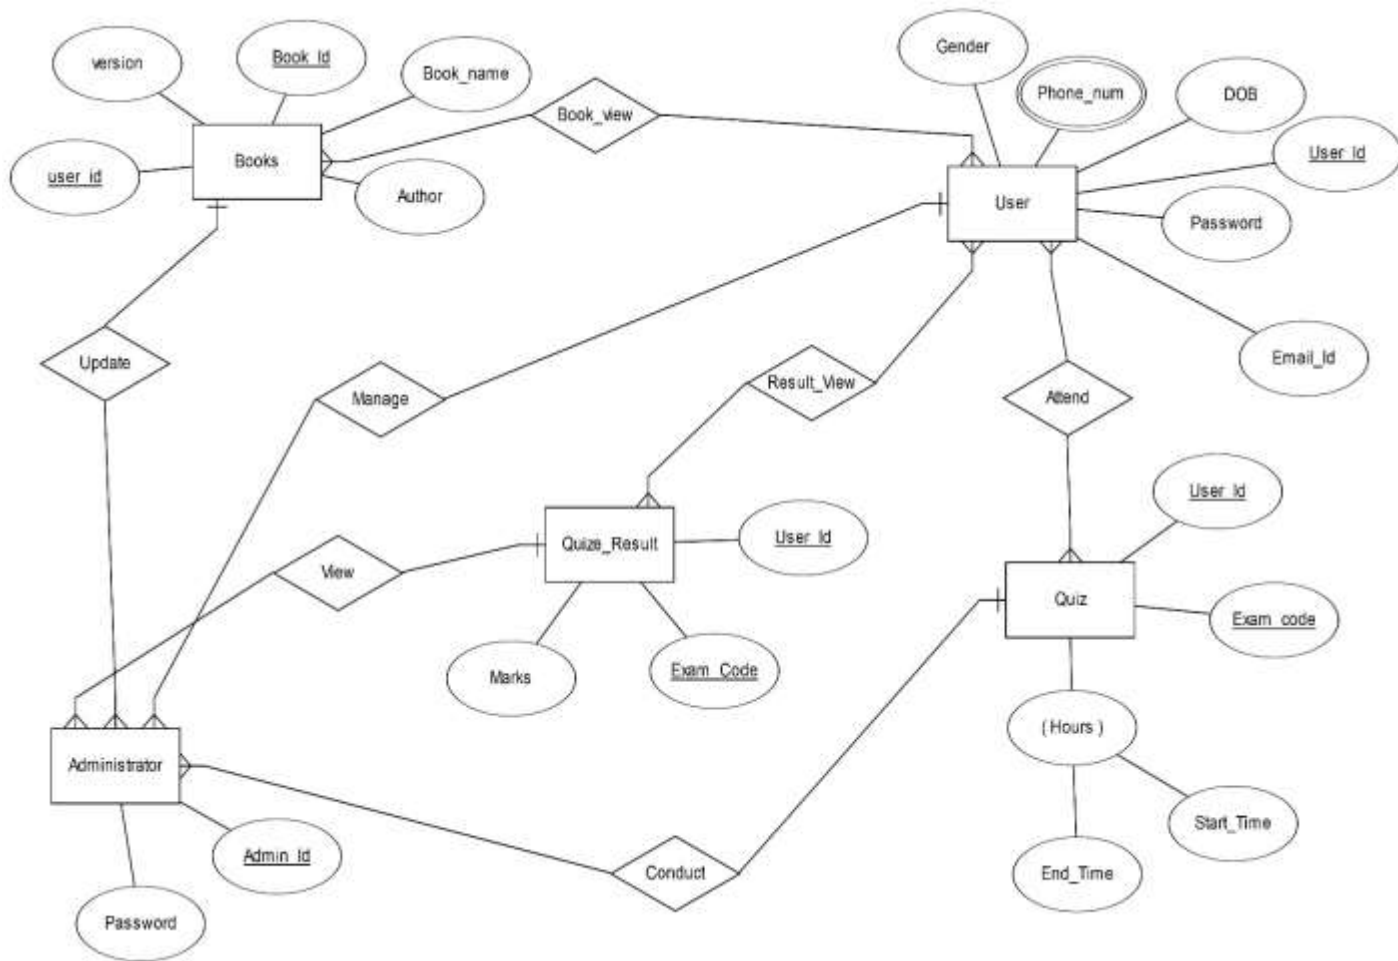 Gender
version
Book_Id
Book_name
Phone_num
DOB
Book_view
User_Id
Books
user_id
Author
User
Password
Update
Email_Id
Manage
Result_View
Attend
User_Id
User_Id
Quize_Result
View
Quiz
Exam_code
Marks
Exam_Code
( Hours )
Administrator
Start_Time
Admin_Id
Conduct
End_Time
Password